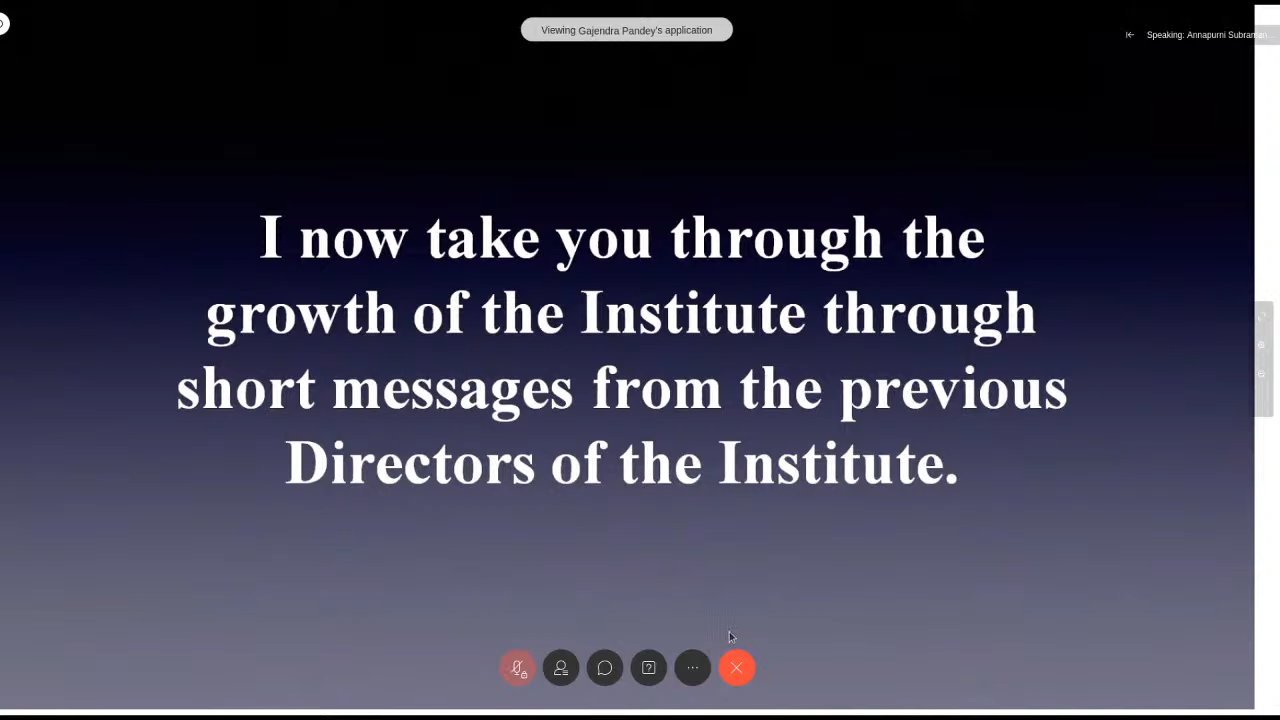 Viewing Gajendra Pandey's application
Speaking: Annapurni Subraman...
I now take you through the
growth of the Institute through
short messages from the previous
Directors of the Institute.